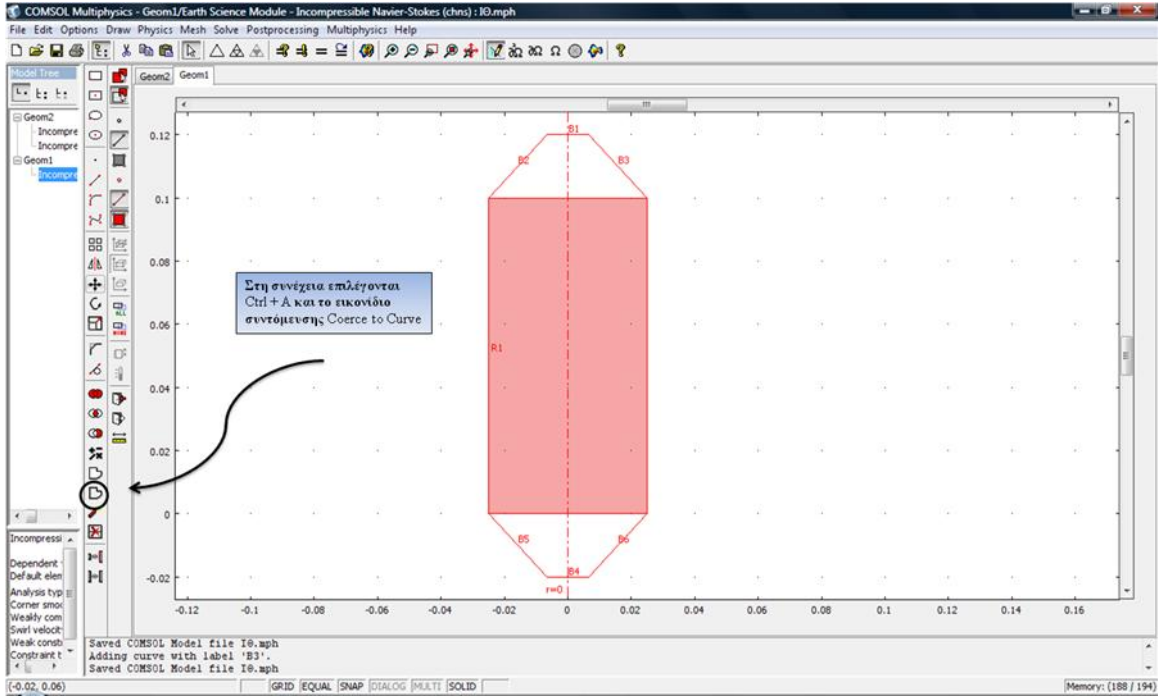 COMSOL Multiphysics - Geom1/Earth Science Module - Incompressible Navier-Stokes (chns) : ΙΘ.mph
File Edit Options Draw Physics Mesh Solve Postprocessing Multiphysics Help
Model Tree
Geom2 Geom1
Geom2
Incompre
Incompre
Geom1
Incompre
0.12
0.1
0.08
0.06
0.04
0.02
0
-0.02
B1
B2
B3
R1
B5
B6
B4
r=0
Στη συνέχεια επιλέγονται
Ctrl + A και το εικονίδιο
συντόμευσης Coerce to Curve
-0.12 -0.1 -0.08 -0.06 -0.04 -0.02 0 0.02 0.04 0.06 0.08 0.1 0.12 0.14 0.16
Incompressi
Dependent
Default elem
Analysis typ
Corner smoo
Weakly com
Swirl velocit
Weak consti
Constraint t
Saved COMSOL Model file ΙΘ.mph
Adding curve with label 'B3'.
Saved COMSOL Model file ΙΘ.mph
(-0.02, 0.06)
GRID EQUAL SNAP DIALOG MULTI SOLID
Memory: (188 / 194)